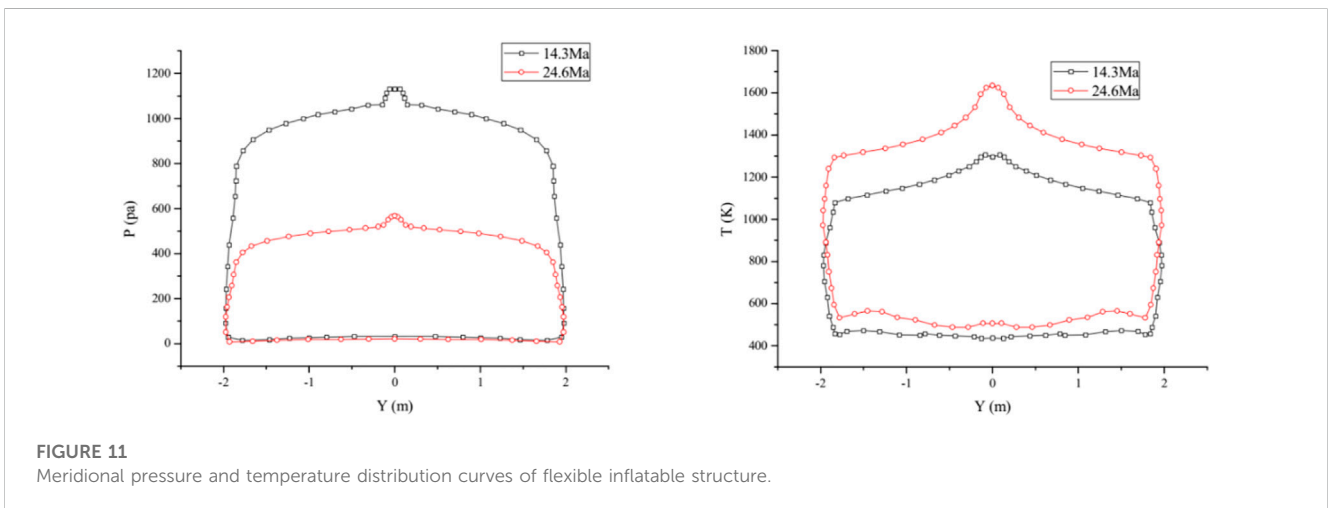 14.3Ma
24.6Ma
1200
1000
800
600
400
200
0
P (pa)
-2
-1
0
1
2
Y (m)
14.3Ma
24.6Ma
1800
1600
1400
1200
1000
800
600
400
T (K)
-2
-1
0
1
2
Y (m)
FIGURE 11
Meridional pressure and temperature distribution curves of flexible inflatable structure.